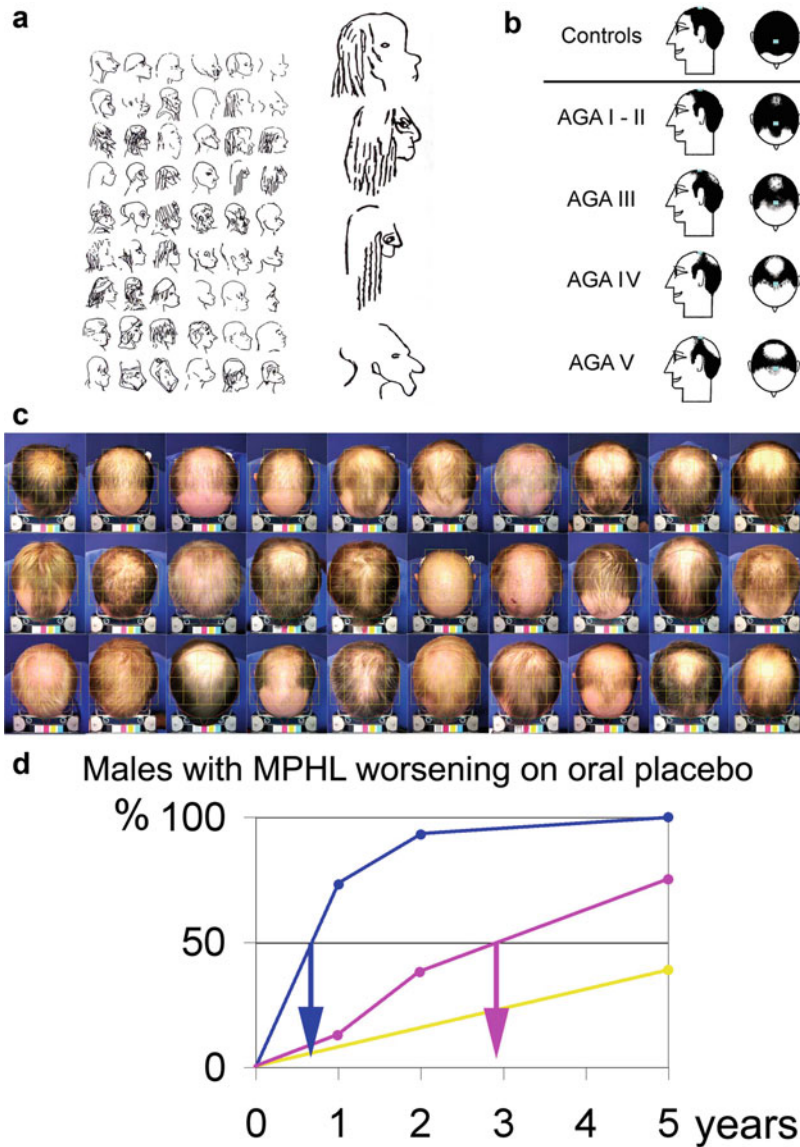 a
b
Controls
AGA I - II
AGA III
AGA IV
AGA V
c
d
Males with MPHL worsening on oral placebo
% 100
50
0
0 1 2 3 4 5 years